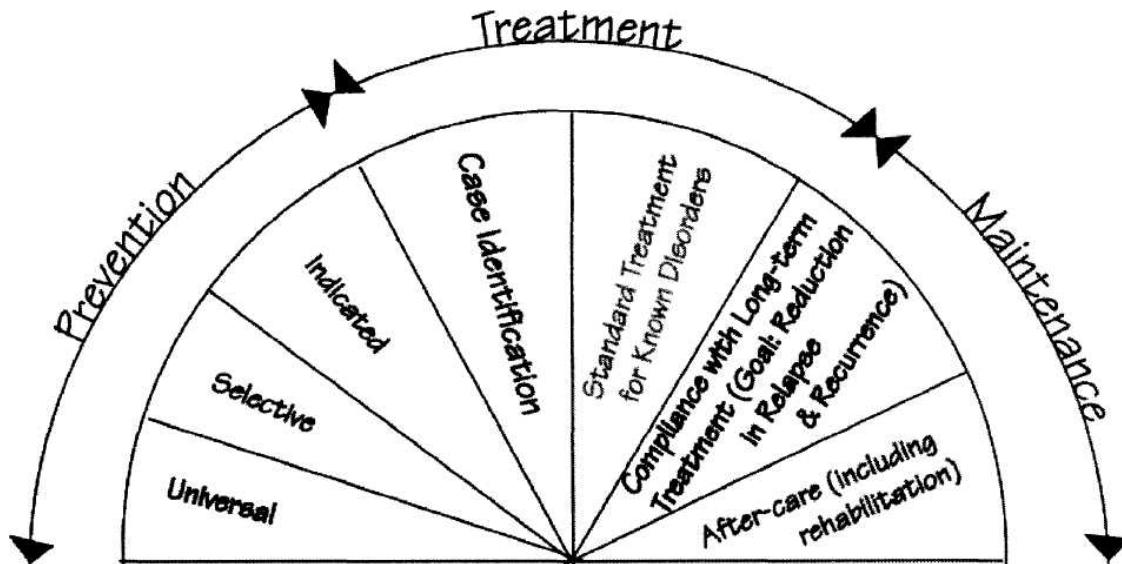 Treatment
Prevention
Maintenance
Universal
Selective
Indicated
Case Identification
Standard Treatment
for Known Disorders
Compliance with Long-term
Treatment (Goal: Reduction
in Relapse
& Recurrence)
After-care (including
rehabilitation)